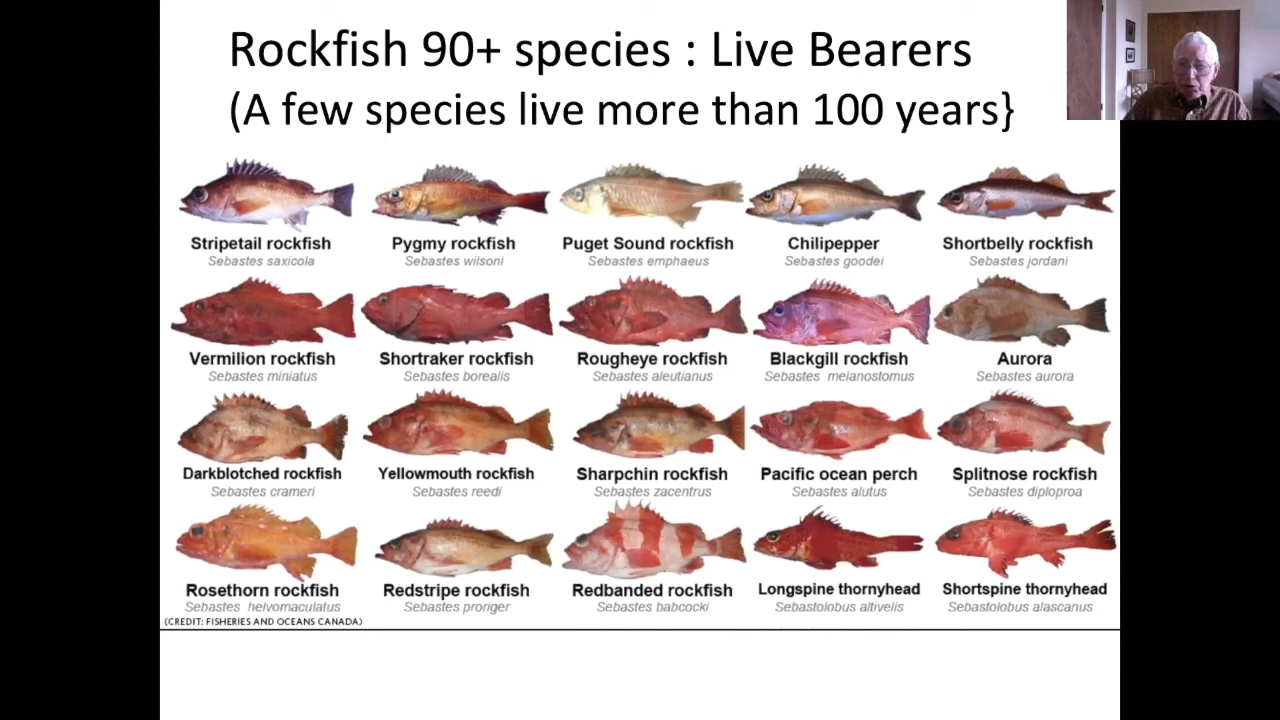 Rockfish 90+ species : Live Bearers
(A few species live more than 100 years}
Stripetail rockfish Pygmy rockfish Puget Sound rockfish Chilipepper Shortbelly rockfish
Sebastes saxicola Sebastes wilsoni Sebastes emphaeus Sebastes goodei Sebastes jordani
Vermilion rockfish Shortraker rockfish Rougheye rockfish Blackgill rockfish Aurora
Sebastes miniatus Sebastes borealis Sebastes aleutianus Sebastes melanostomus Sebastes aurora
Darkblotched rockfish Yellowmouth rockfish Sharpchin rockfish Pacific ocean perch Splitnose rockfish
Sebastes crameri Sebastes reedi Sebastes zacentrus Sebastes alutus Sebastes diploproa
Rosethorn rockfish Redstripe rockfish Redbanded rockfish Longspine thornyhead Shortspine thornyhead
Sebastes helvomaculatus Sebastes proriger Sebastes babcocki Sebastolobus altivelis Sebastolobus alascanus
(CREDIT: FISHERIES AND OCEANS CANADA)